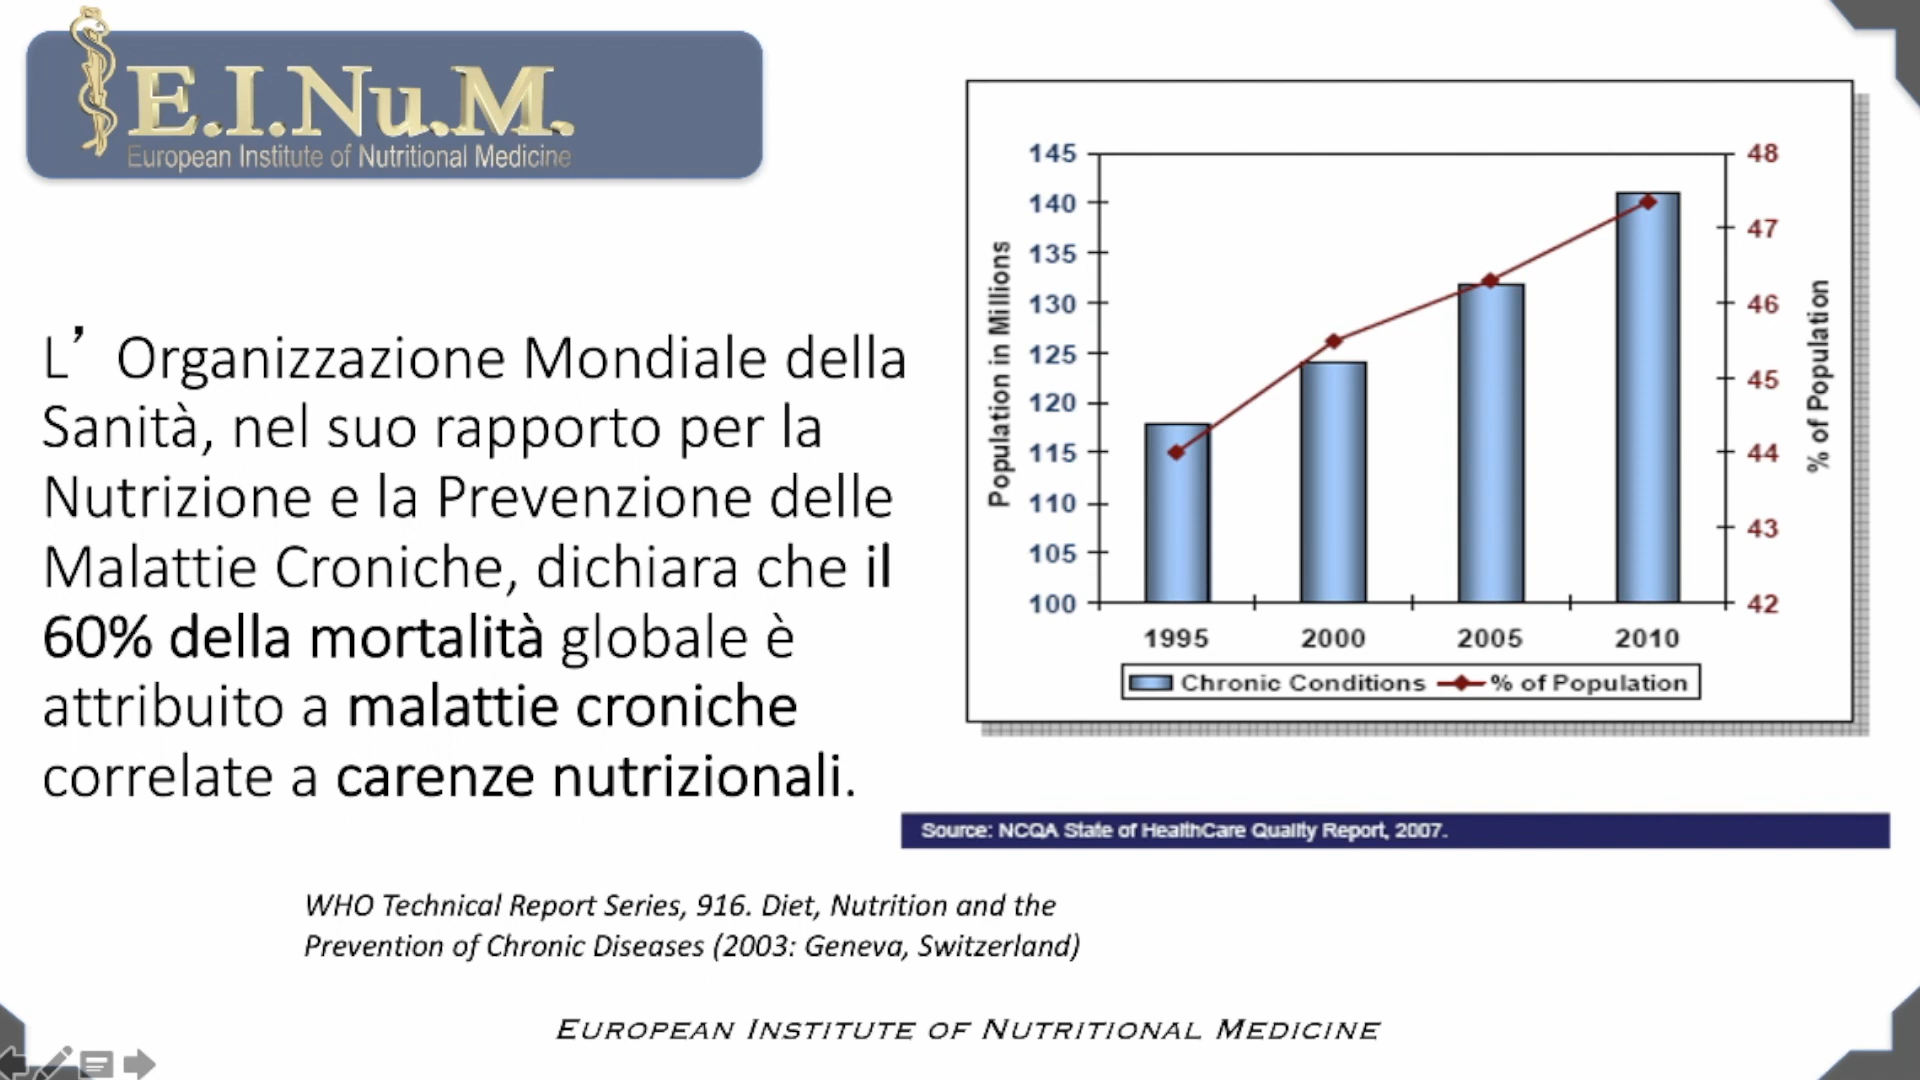 E.I.Nu.M.
European Institute of Nutritional Medicine
L’ Organizzazione Mondiale della
Sanità, nel suo rapporto per la
Nutrizione e la Prevenzione delle
Malattie Croniche, dichiara che il
60% della mortalità globale è
attribuito a malattie croniche
correlate a carenze nutrizionali.
Population in Millions
145
140
135
130
125
120
115
110
105
100
48
47
46
45
44
43
42
% of Population
1995 2000 2005 2010
Chronic Conditions % of Population
Source: NCQA State of HealthCare Quality Report, 2007.
WHO Technical Report Series, 916. Diet, Nutrition and the
Prevention of Chronic Diseases (2003: Geneva, Switzerland)
EUROPEAN INSTITUTE OF NUTRITIONAL MEDICINE